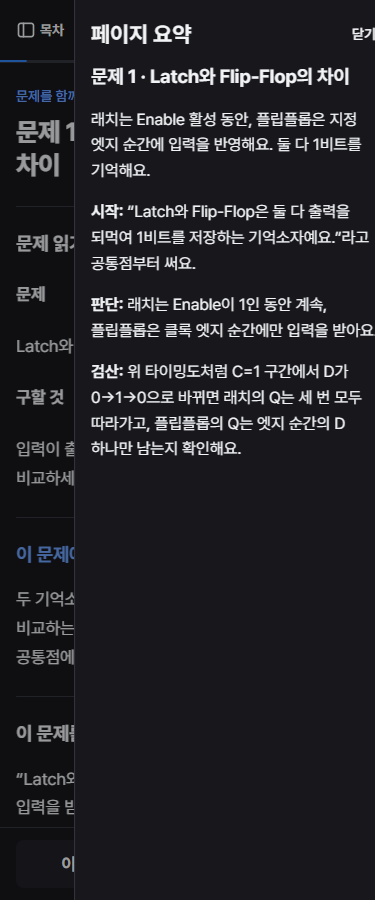 목차
문제를 함께
문제 1
차이
문제 읽기
문제
Latch와
구할 것
입력이 출
비교하세
이 문제에
두 기억소
비교하는
공통점에
이 문제를
“Latch와
입력을 받
이
페이지 요약
닫기
문제 1 · Latch와 Flip-Flop의 차이
래치는 Enable 활성 동안, 플립플롭은 지정
엣지 순간에 입력을 반영해요. 둘 다 1비트를
기억해요.
시작: “Latch와 Flip-Flop은 둘 다 출력을
되먹여 1비트를 저장하는 기억소자예요.”라고
공통점부터 써요.
판단: 래치는 Enable이 1인 동안 계속,
플립플롭은 클록 엣지 순간에만 입력을 받아요
검산: 위 타이밍도처럼 C=1 구간에서 D가
0→1→0으로 바뀌면 래치의 Q는 세 번 모두
따라가고, 플립플롭의 Q는 엣지 순간의 D
하나만 남는지 확인해요.